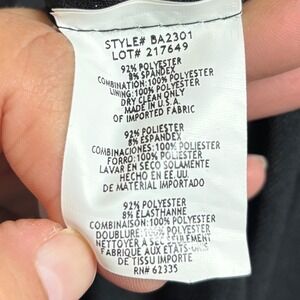 STYLE# BA2301
LOT# 217649
92% POLYESTER
8% SPANDEX
COMBINATION: 100% POLYESTER
LINING: 100% POLYESTER
DRY CLEAN ONLY
MADE IN U.S.A.
OF IMPORTED FABRIC
92% POLIESTER
8% ESPANDEX
COMBINACIONES: 100% POLIESTER
FORRO: 100% POLIESTER
LAVAR EN SECO SOLAMENTE
HECHO EN EE.UU.
DE MATERIAL IMPORTADO
92% POLYESTER
8% ELASTHANNE
COMBINAISON: 100% POLYESTER
DOUBLURE: 100% POLYESTER
NETTOYER A SEC SEULEMENT
FABRIQUE AUX ETATS-UNIS
DE TISSU IMPORTE
RN# 62335